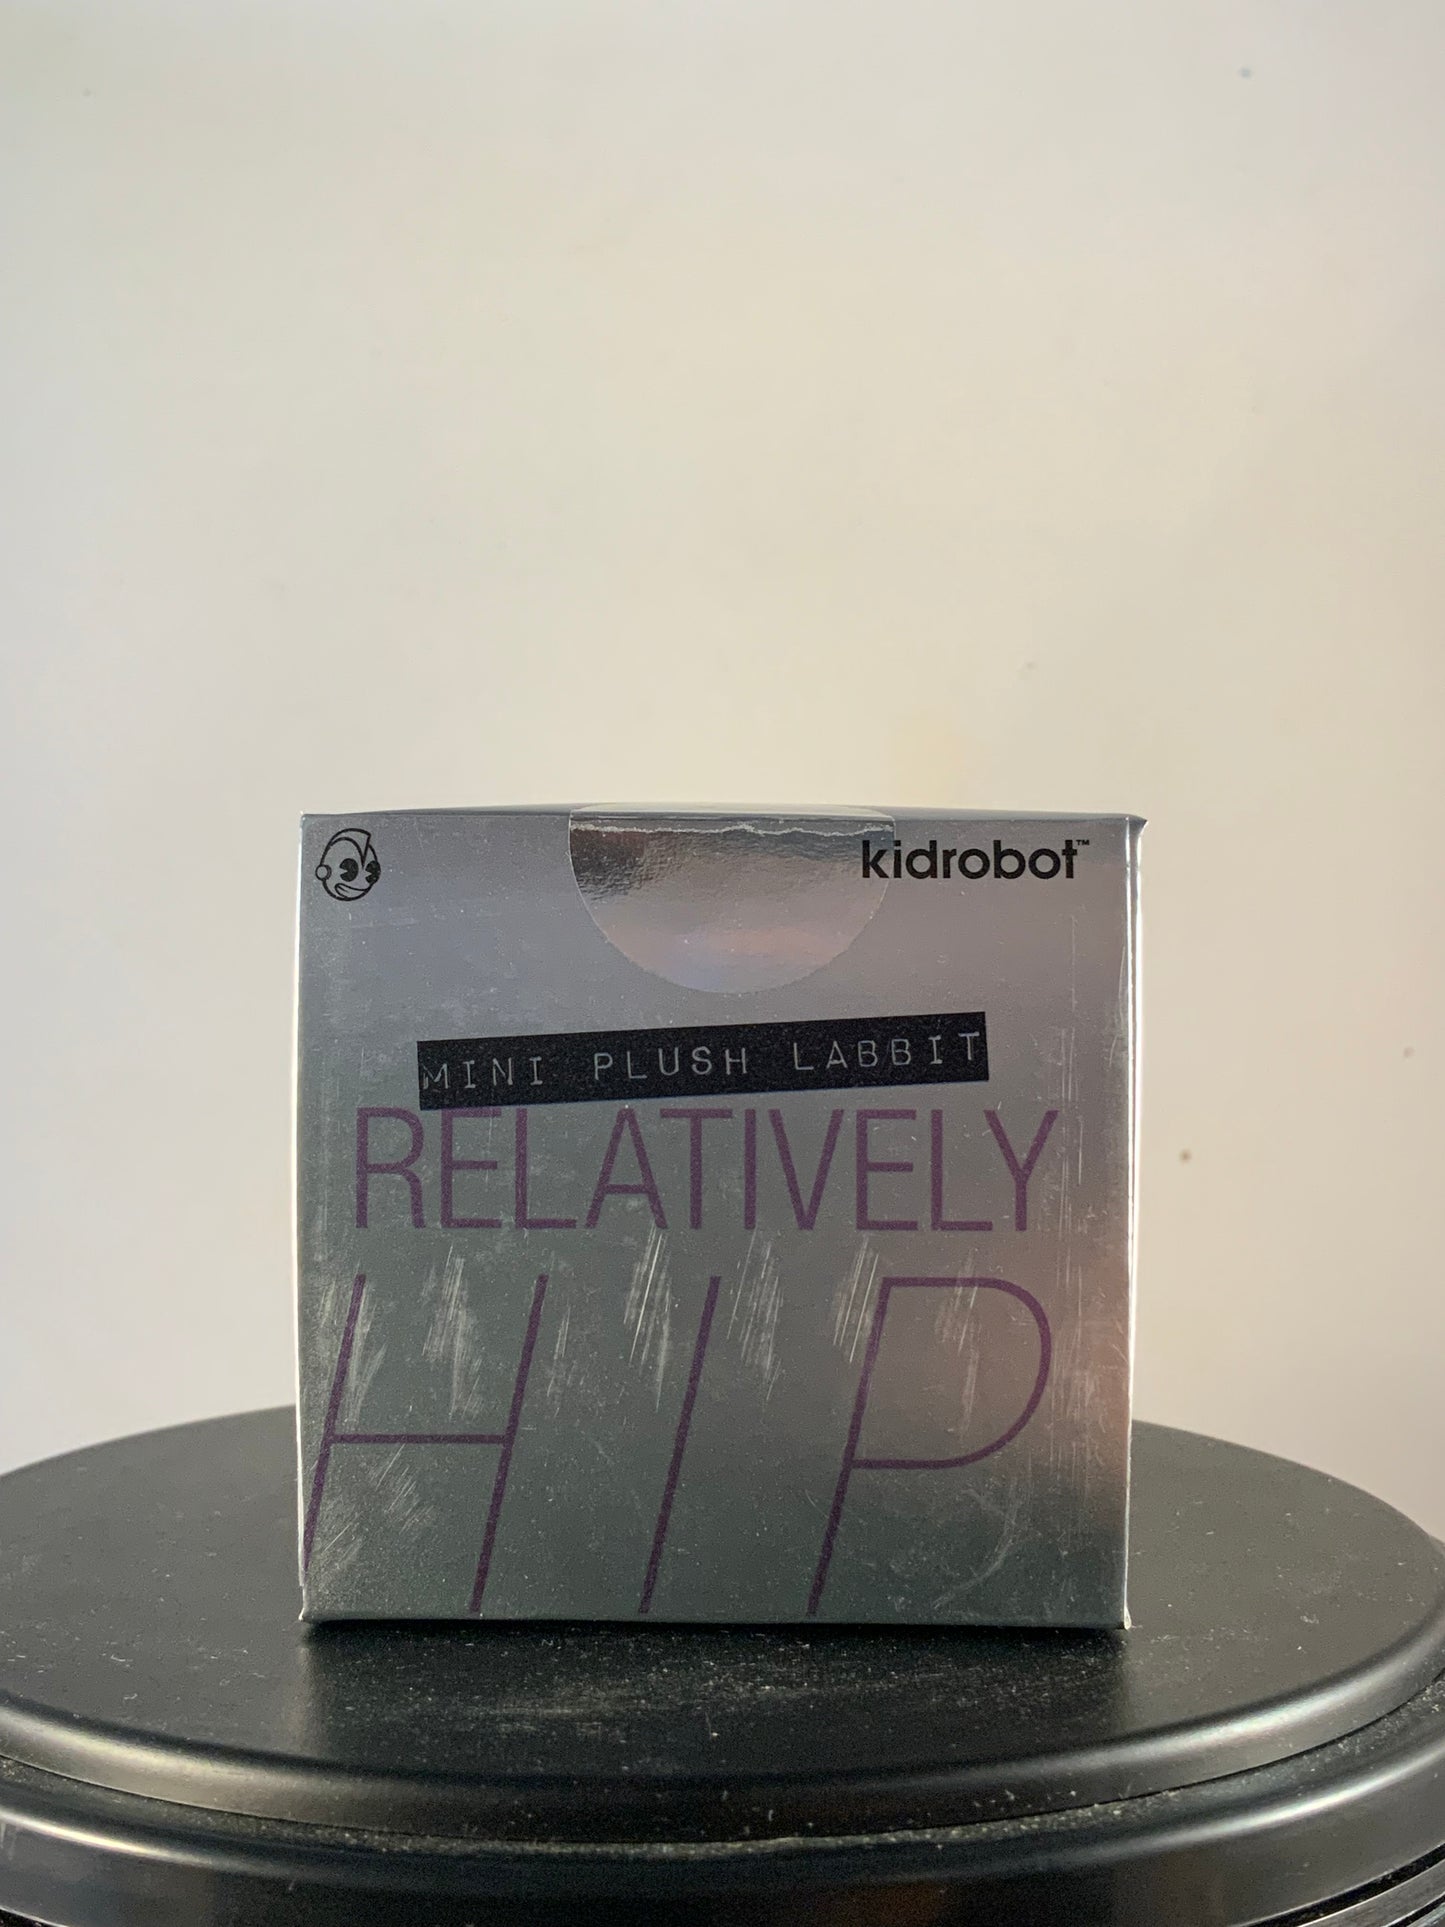 kidrobot™
MINI PLUSH LABBIT
RELATIVELY
HIP